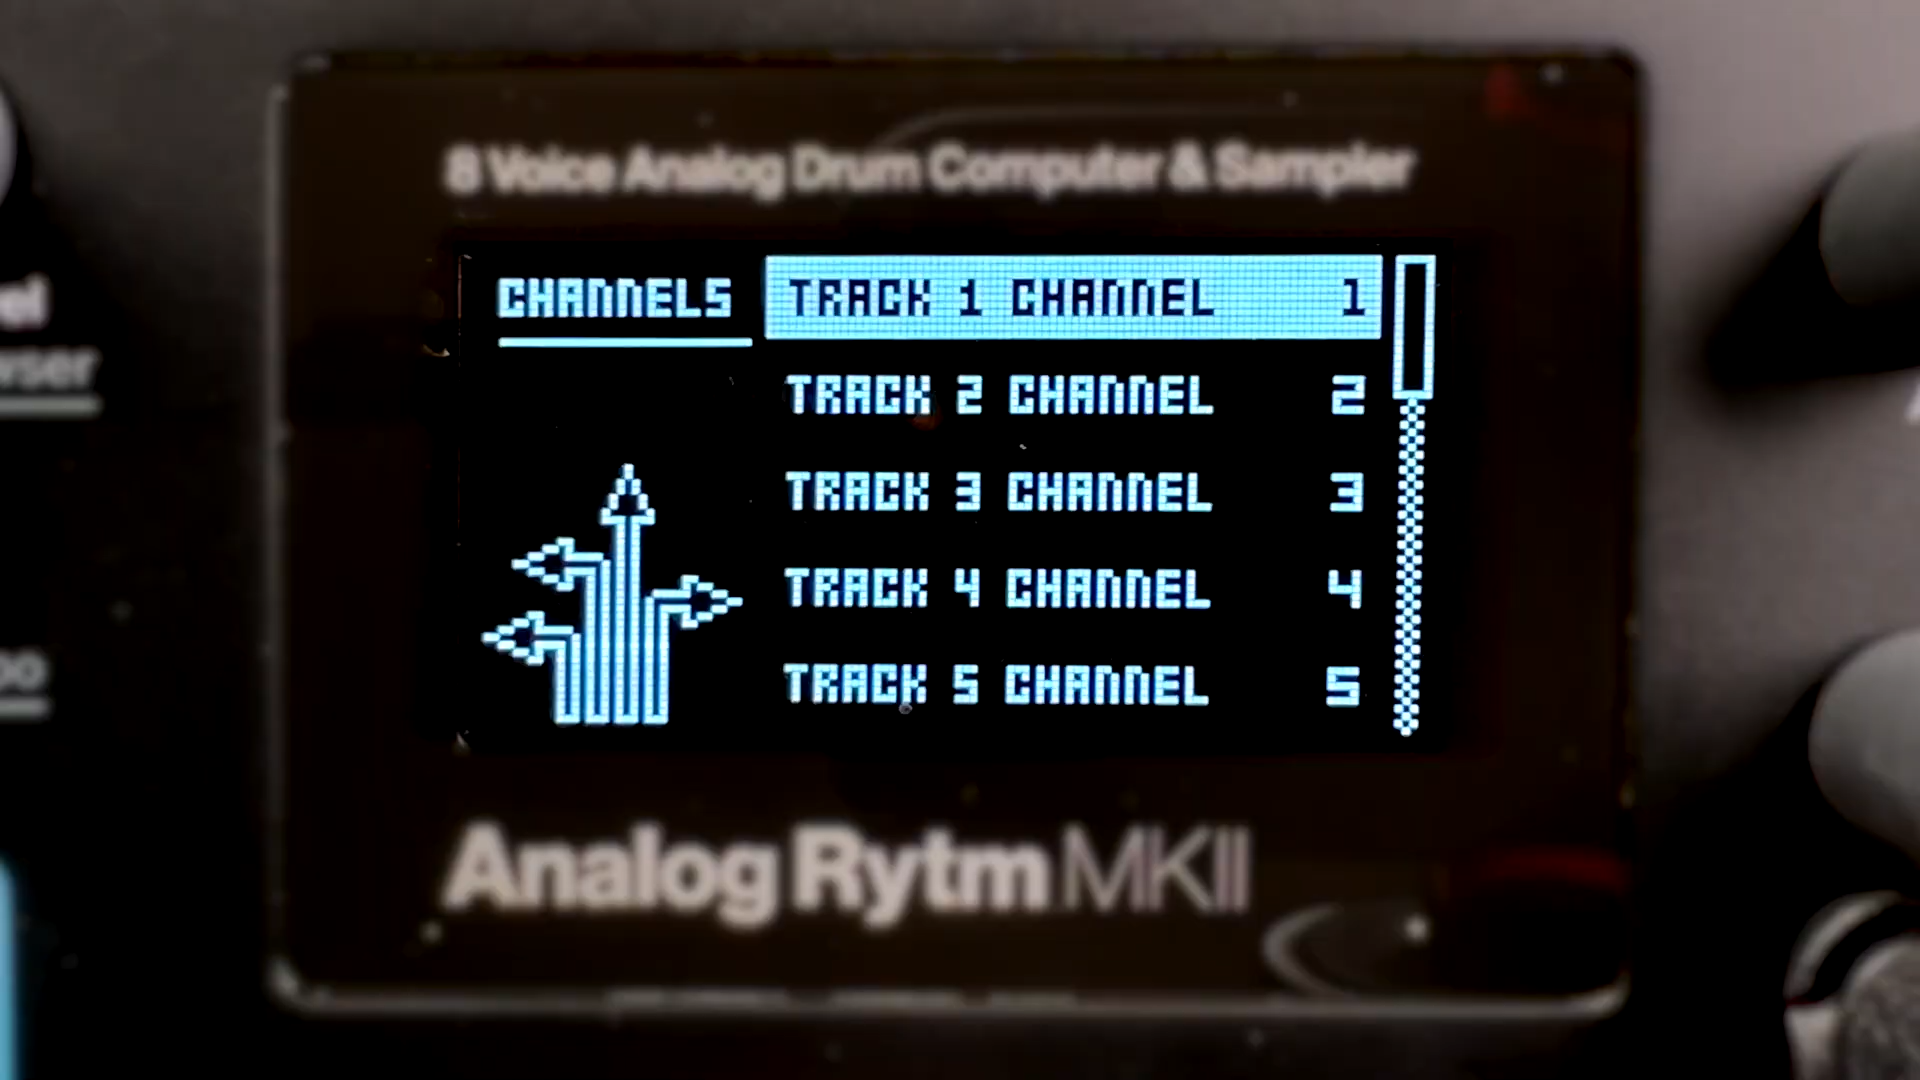 8 Voice Analog Drum Computer & Sampler
CHANNELS
TRACK 1 CHANNEL 1
TRACK 2 CHANNEL 2
TRACK 3 CHANNEL 3
TRACK 4 CHANNEL 4
TRACK 5 CHANNEL 5
Analog Rytm MKII